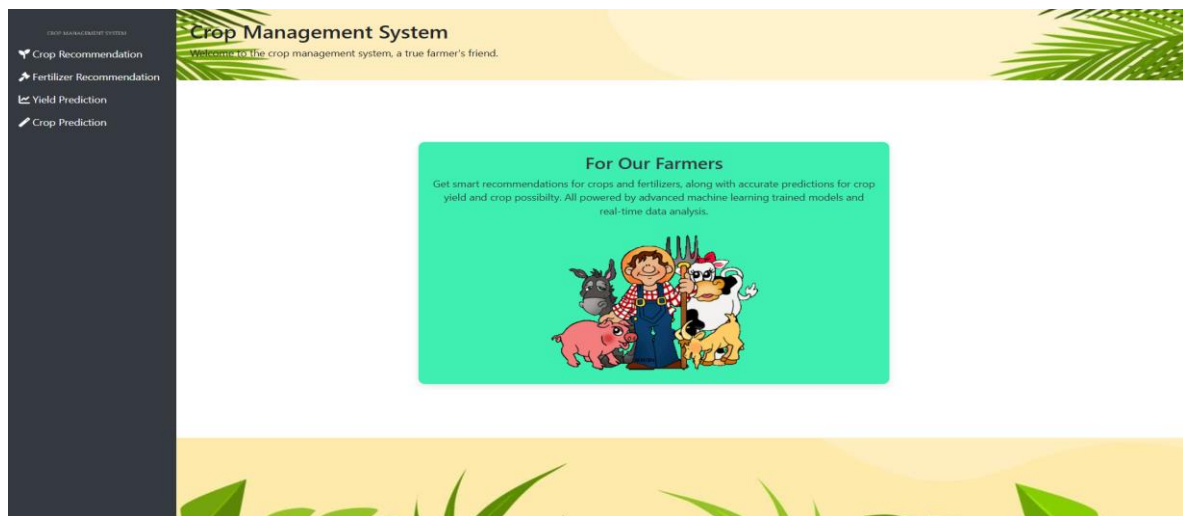 CROP MANAGEMENT SYSTEM
Crop Recommendation
Fertilizer Recommendation
Yield Prediction
Crop Prediction
Crop Management System
Welcome to the crop management system, a true farmer's friend.
For Our Farmers
Get smart recommendations for crops and fertilizers, along with accurate predictions for crop
yield and crop possibilty. All powered by advanced machine learning trained models and
real-time data analysis.